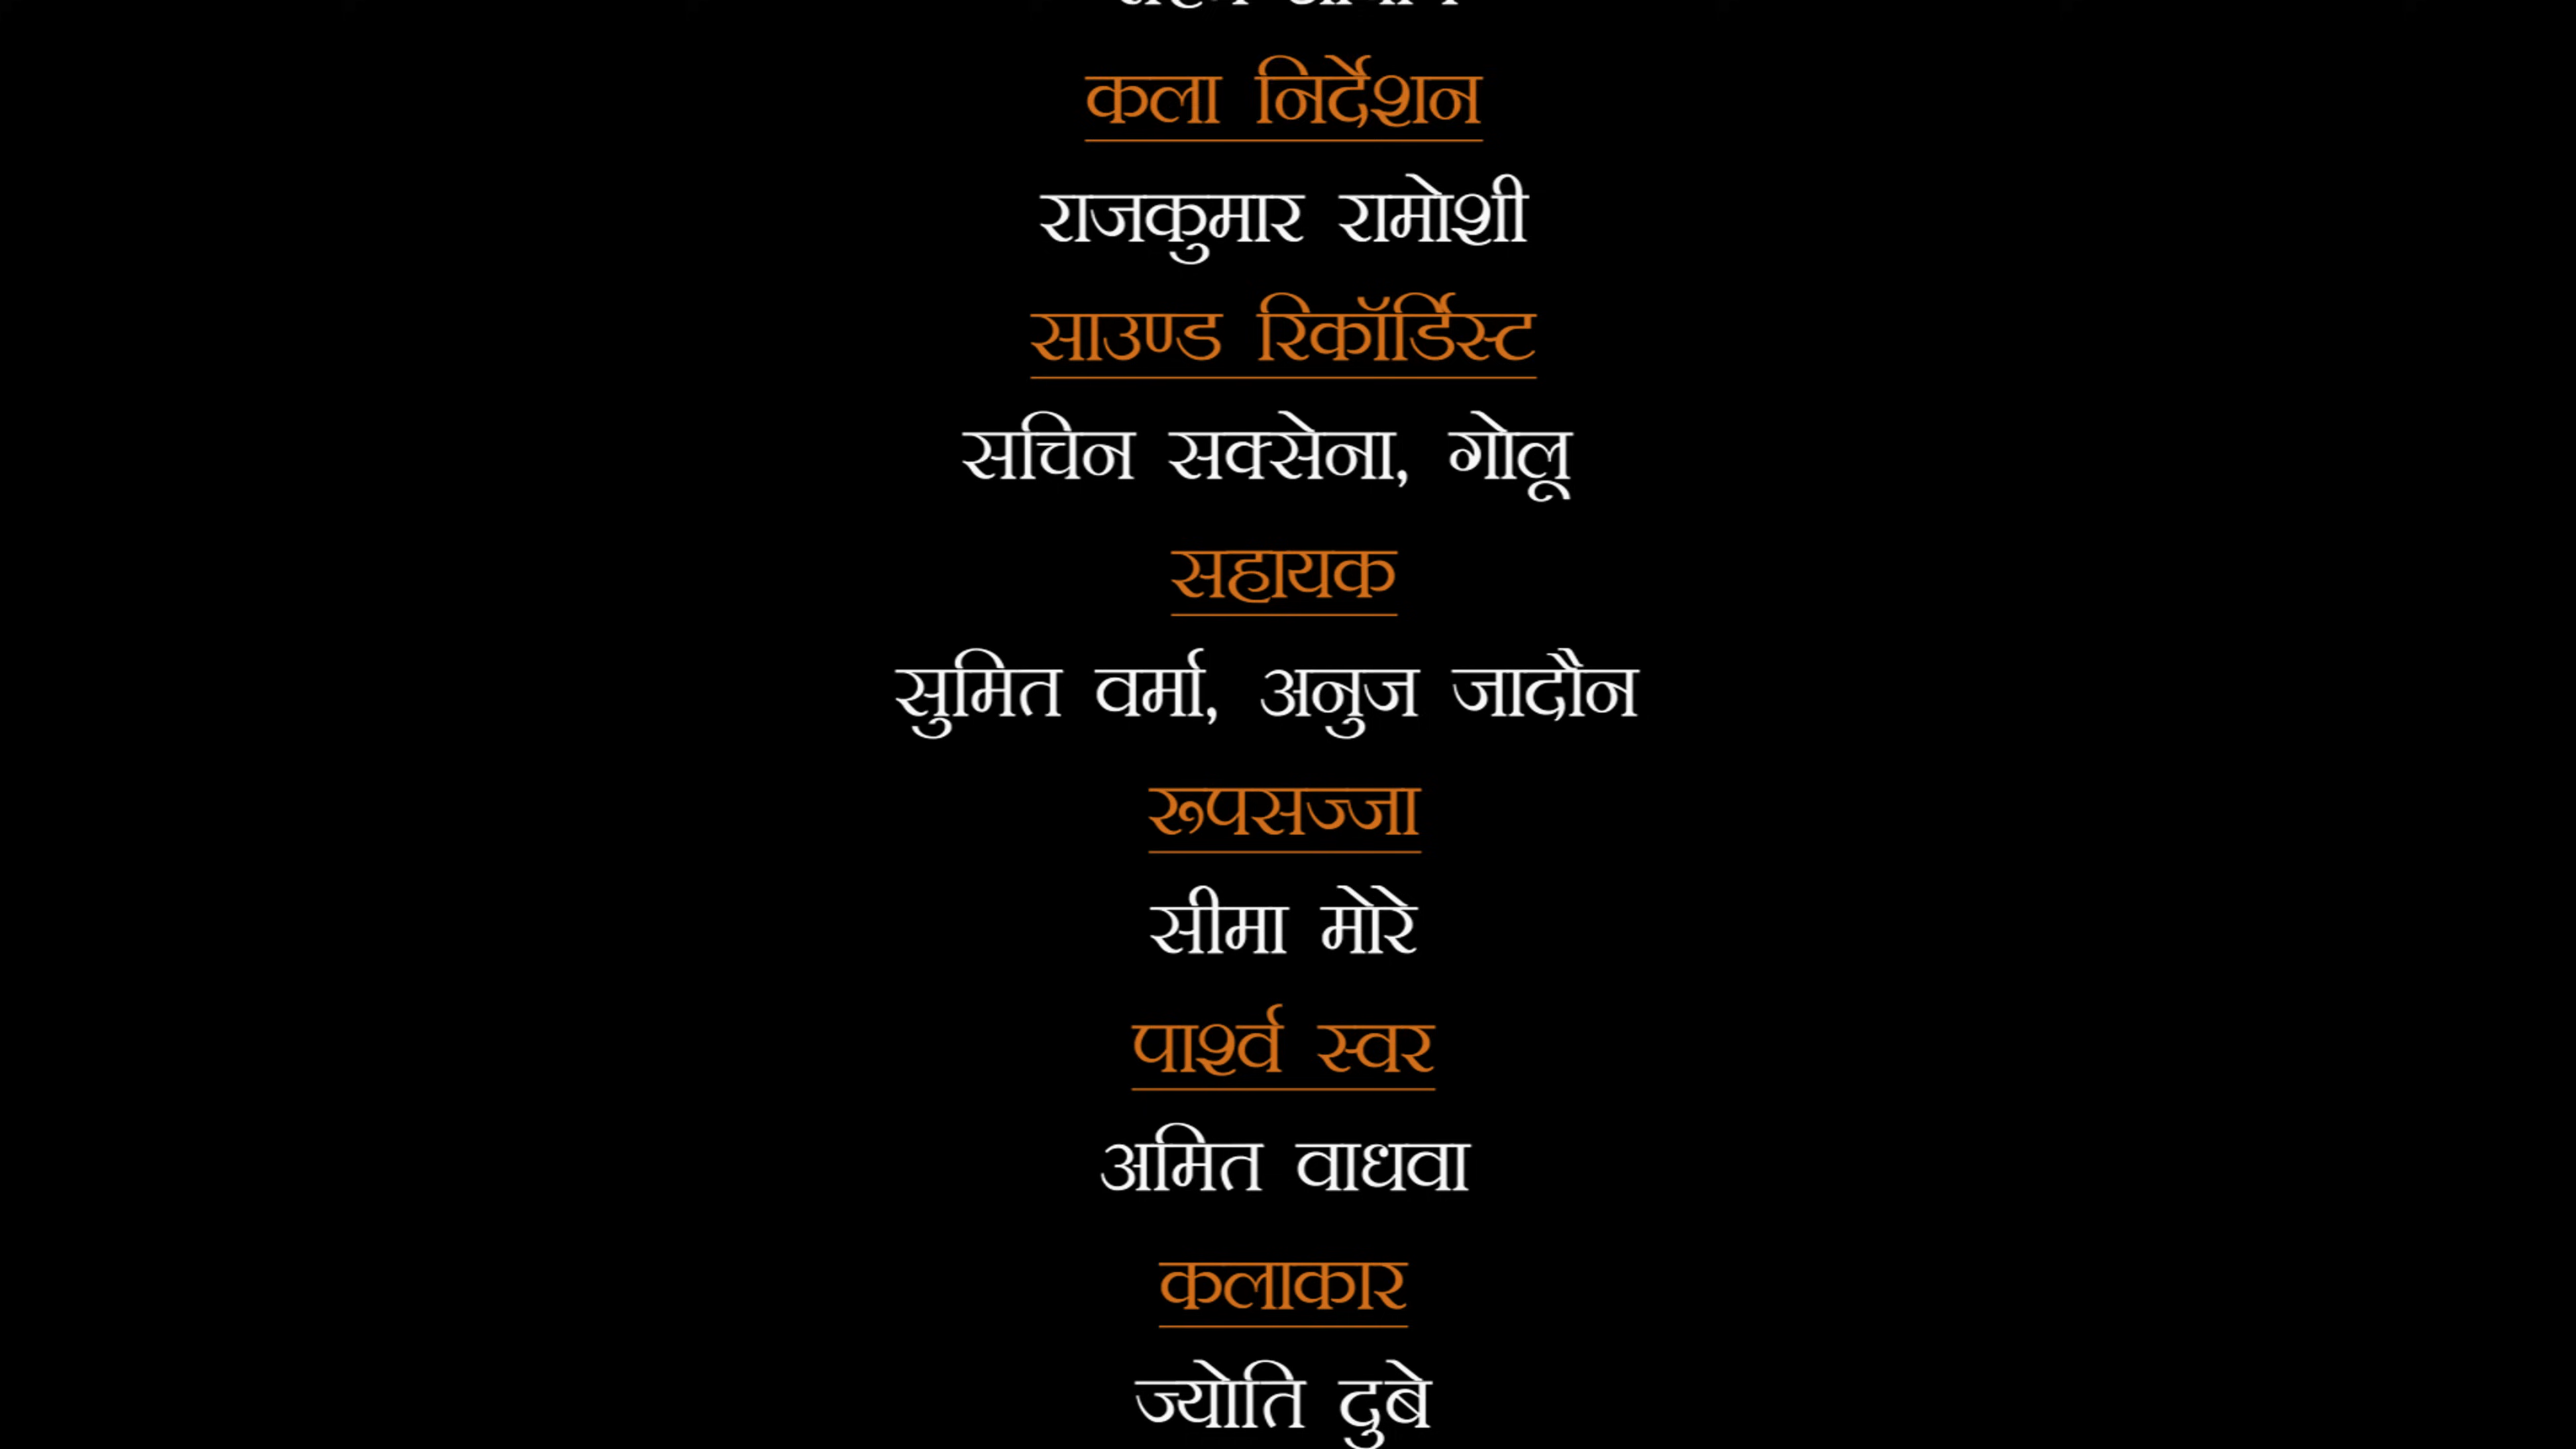 कला निर्देशन
राजकुमार रामोशी
साउण्ड रिकॉर्डिस्ट
सचिन सक्सेना, गोलू
सहायक
सुमित वर्मा, अनुज जादौन
रूपसज्जा
सीमा मोरे
पार्श्व स्वर
अमित वाधवा
कलाकार
ज्योति दुबे